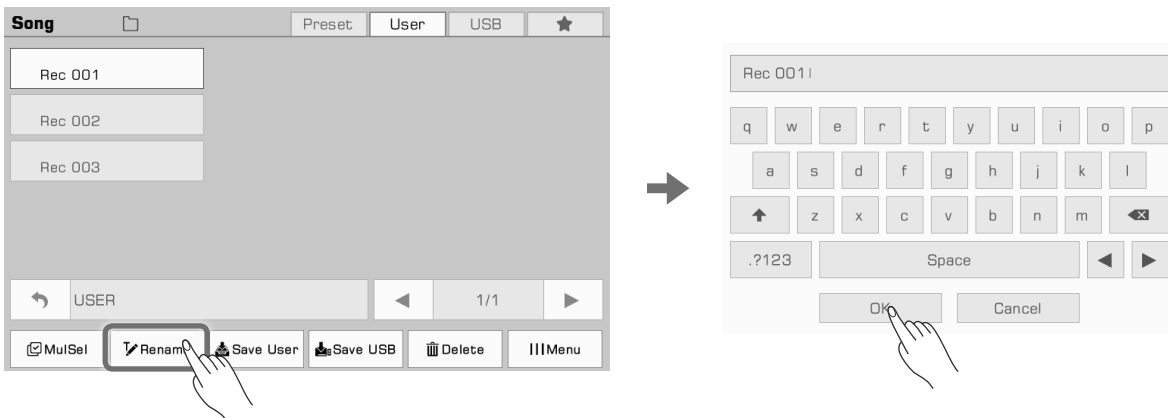 Song Preset User USB
Rec 001
Rec 002
Rec 003
USER 1/1
MulSel Renam Save User Save USB Delete Menu
Rec 001
q w e r t y u i o p
a s d f g h j k l
z x c v b n m
.?123 Space
OK Cancel